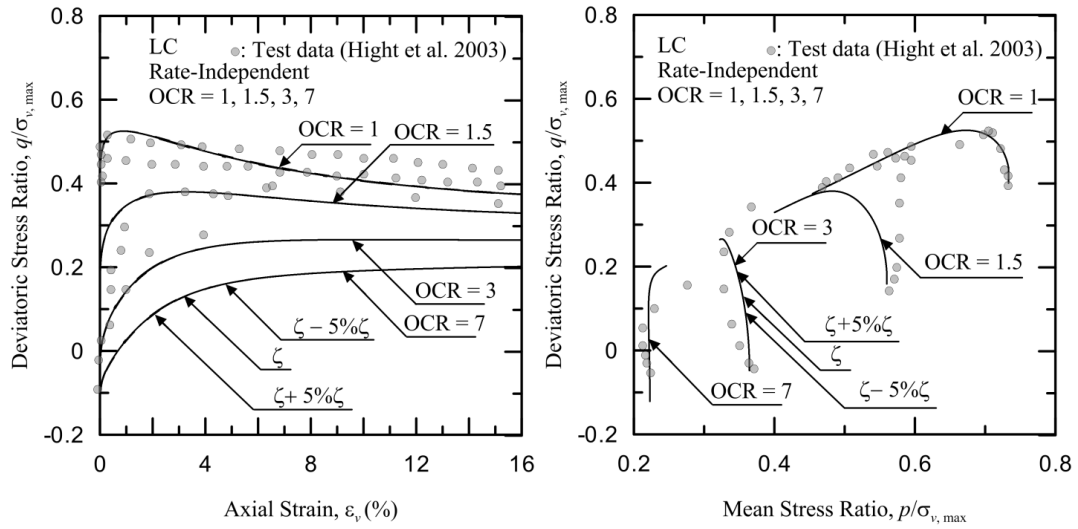 0.8
0.6
0.4
0.2
0
-0.2
Deviatoric Stress Ratio, q/σv, max
LC
: Test data (Hight et al. 2003)
Rate-Independent
OCR = 1, 1.5, 3, 7
OCR = 1
OCR = 1.5
OCR = 3
OCR = 7
ζ – 5%ζ
ζ
ζ+ 5%ζ
0 4 8 12 16
Axial Strain, εv (%)
0.8
0.6
0.4
0.2
0
-0.2
Deviatoric Stress Ratio, q/σv, max
LC
: Test data (Hight et al. 2003)
Rate-Independent
OCR = 1, 1.5, 3, 7
OCR = 1
OCR = 3
OCR = 1.5
ζ+5%ζ
ζ
ζ– 5%ζ
OCR = 7
0.2 0.4 0.6 0.8
Mean Stress Ratio, p/σv, max